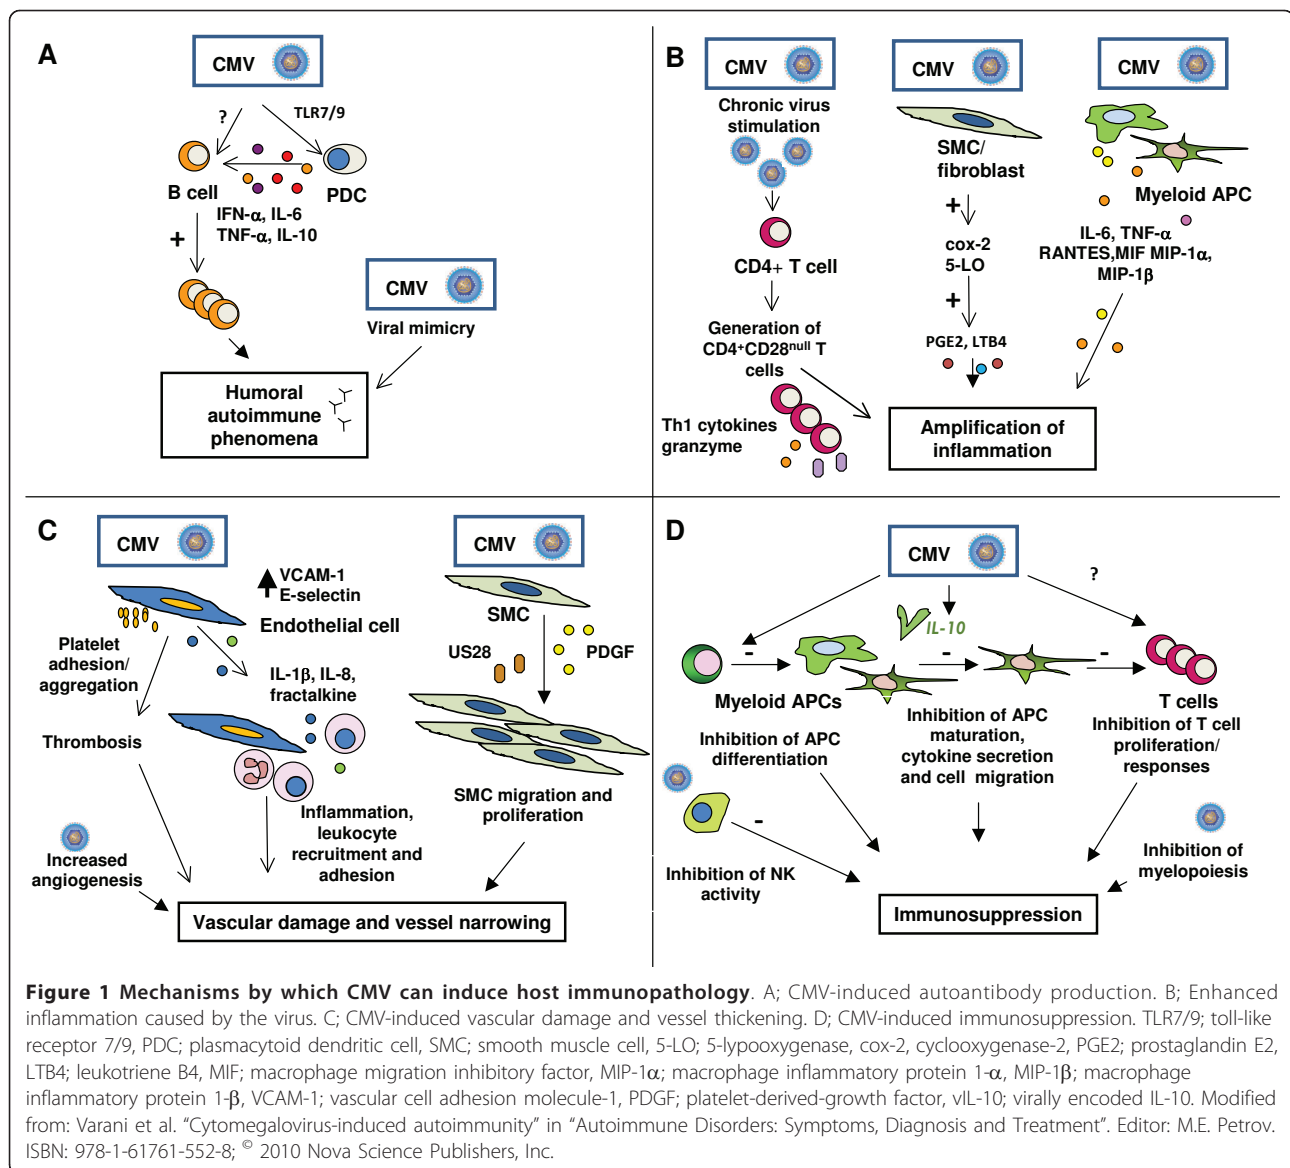 A
CMV
?
TLR7/9
B cell
PDC
IFN-α, IL-6
TNF-α, IL-10
+
CMV
Viral mimicry
Humoral
autoimmune
phenomena
B
CMV
Chronic virus
stimulation
CD4+ T cell
Generation of
CD4+CD28null T
cells
Th1 cytokines
granzyme
CMV
SMC/
fibroblast
+
cox-2
5-LO
+
PGE2, LTB4
CMV
Myeloid APC
IL-6, TNF-α
RANTES,MIF MIP-1α,
MIP-1β
Amplification of
inflammation
C
CMV
VCAM-1
E-selectin
Endothelial cell
Platelet
adhesion/
aggregation
IL-1β, IL-8,
fractalkine
Thrombosis
Inflammation,
leukocyte
recruitment and
adhesion
Increased
angiogenesis
CMV
SMC
US28
PDGF
SMC migration and
proliferation
Vascular damage and vessel narrowing
D
CMV
?
IL-10
-
-
-
Myeloid APCs
T cells
Inhibition of APC
differentiation
Inhibition of APC
maturation,
cytokine secretion
and cell migration
Inhibition of T cell
proliferation/
responses
-
Inhibition of NK
activity
Inhibition of
myelopoiesis
Immunosuppression
Figure 1 Mechanisms by which CMV can induce host immunopathology. A; CMV-induced autoantibody production. B; Enhanced
inflammation caused by the virus. C; CMV-induced vascular damage and vessel thickening. D; CMV-induced immunosuppression. TLR7/9; toll-like
receptor 7/9, PDC; plasmacytoid dendritic cell, SMC; smooth muscle cell, 5-LO; 5-lypooxygenase, cox-2, cyclooxygenase-2, PGE2; prostaglandin E2,
LTB4; leukotriene B4, MIF; macrophage migration inhibitory factor, MIP-1α; macrophage inflammatory protein 1-α, MIP-1β; macrophage
inflammatory protein 1-β, VCAM-1; vascular cell adhesion molecule-1, PDGF; platelet-derived-growth factor, vIL-10; virally encoded IL-10. Modified
from: Varani et al. “Cytomegalovirus-induced autoimmunity” in “Autoimmune Disorders: Symptoms, Diagnosis and Treatment”. Editor: M.E. Petrov.
ISBN: 978-1-61761-552-8; © 2010 Nova Science Publishers, Inc.